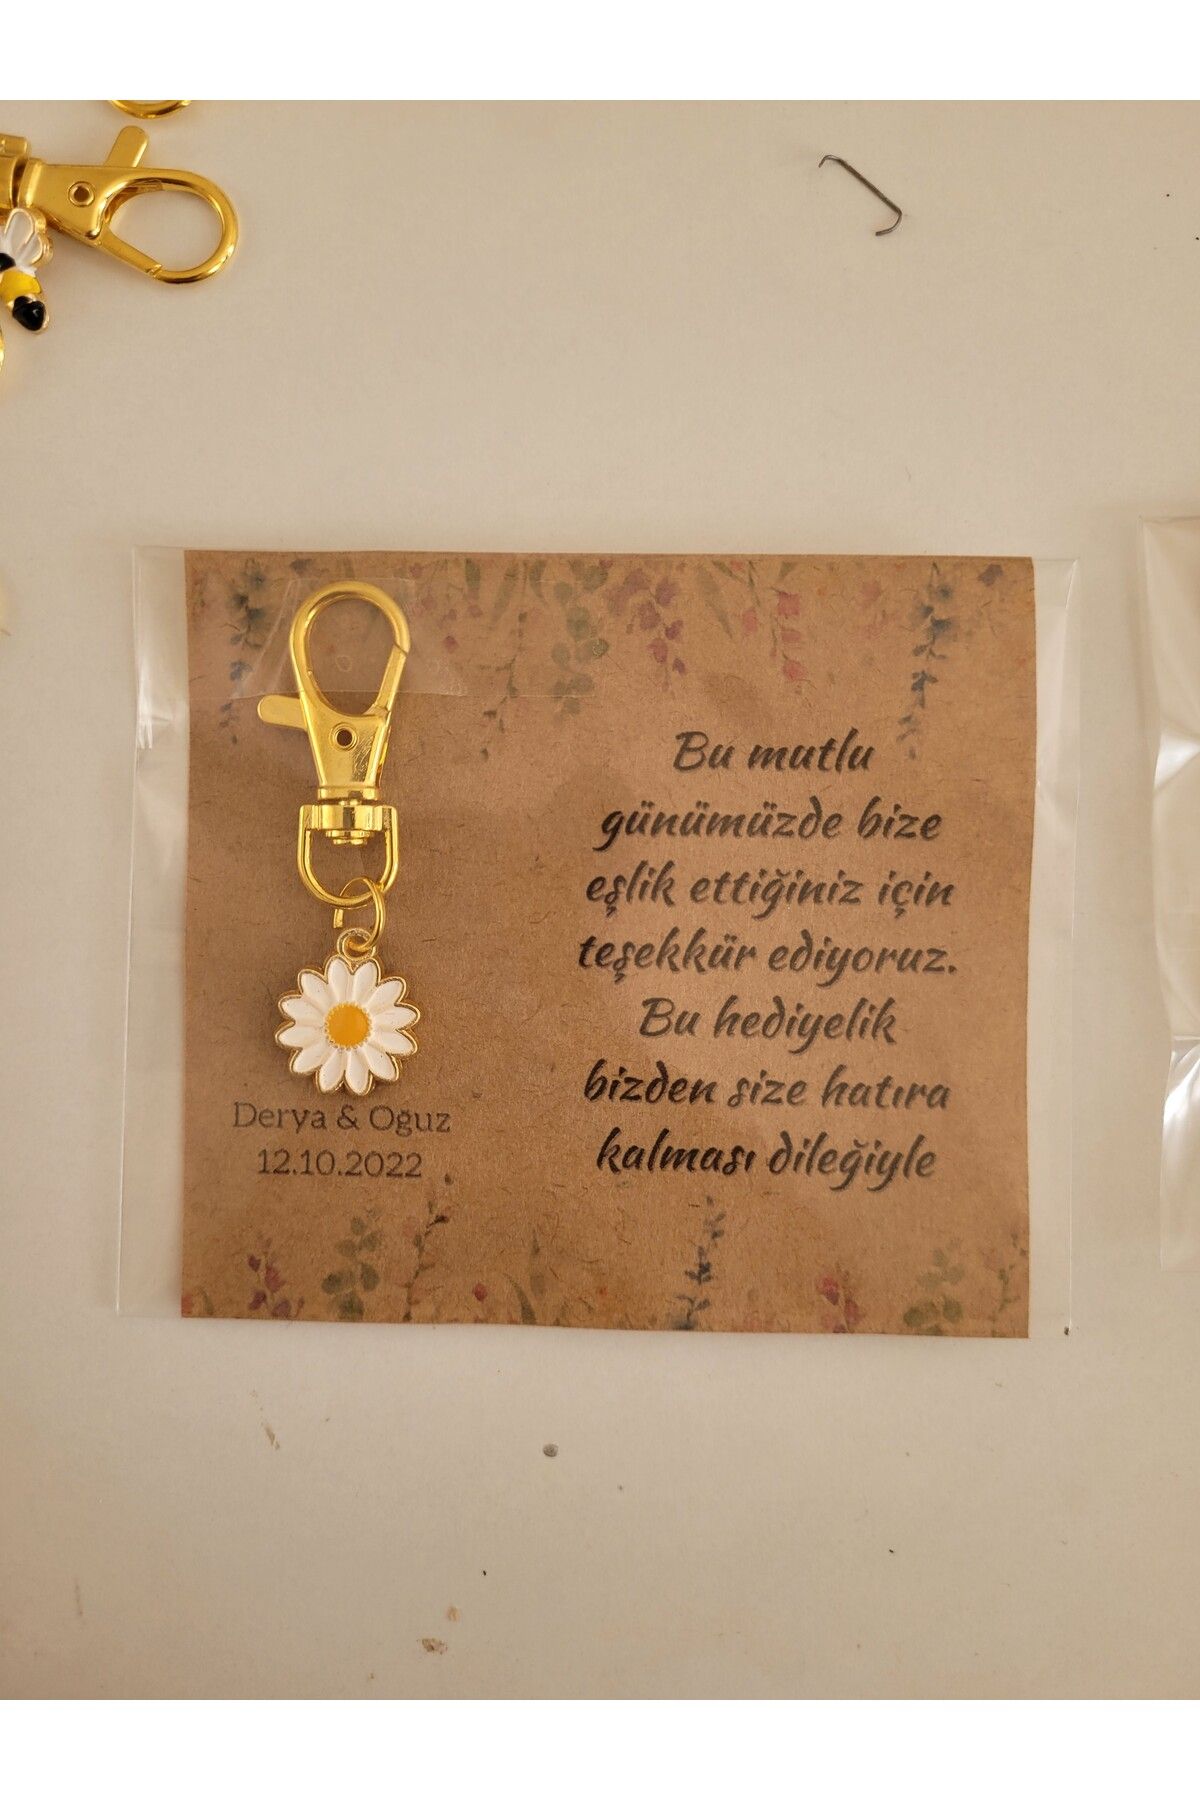 Derya & Oğuz
12.10.2022
Bu mutlu
günümüzde bize
eşlik ettiğiniz için
teşekkür ediyoruz.
Bu hediyelik
bizden size hatıra
kalması dileğiyle